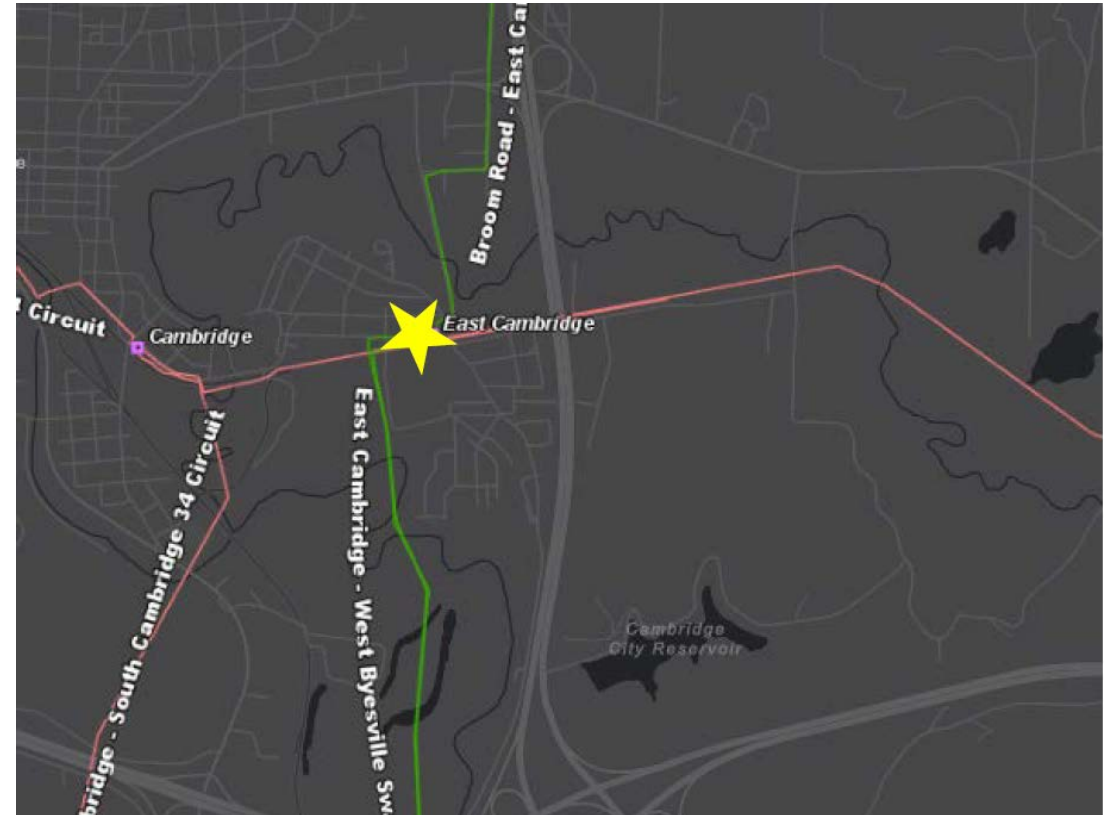 Broom Road - East Ca
4 Circuit
Cambridge
East Cambridge
bridge - South Cambridge 34 Circuit
East Cambridge - West Byesville Sw
Cambridge
City Reservoir